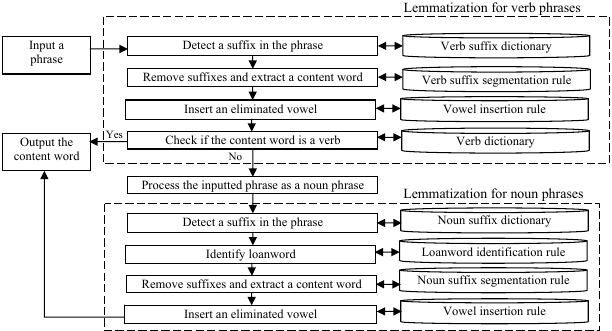 Lemmatization for verb phrases
Input a
phrase
Detect a suffix in the phrase
Verb suffix dictionary
Remove suffixes and extract a content word
Verb suffix segmentation rule
Insert an eliminated vowel
Vowel insertion rule
Output the
content word
Yes
Check if the content word is a verb
Verb dictionary
No
Process the inputted phrase as a noun phrase
Lemmatization for noun phrases
Detect a suffix in the phrase
Noun suffix dictionary
Identify loanword
Loanword identification rule
Remove suffixes and extract a content word
Noun suffix segmentation rule
Insert an eliminated vowel
Vowel insertion rule